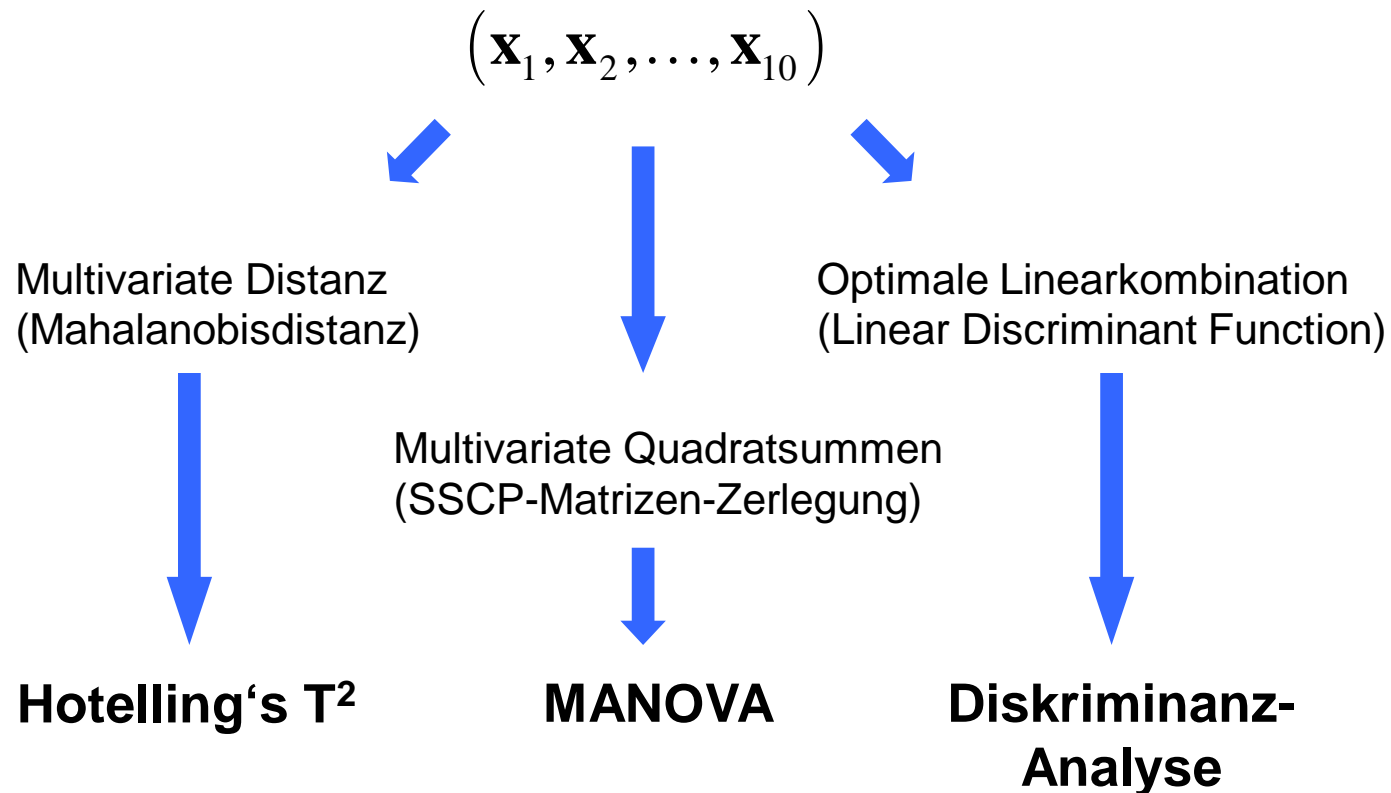 (x1, x2, ..., x10)
Multivariate Distanz
(Mahalanobisdistanz)
Optimale Linearkombination
(Linear Discriminant Function)
Multivariate Quadratsummen
(SSCP-Matrizen-Zerlegung)
Hotelling‘s T²
MANOVA
Diskriminanz-
Analyse